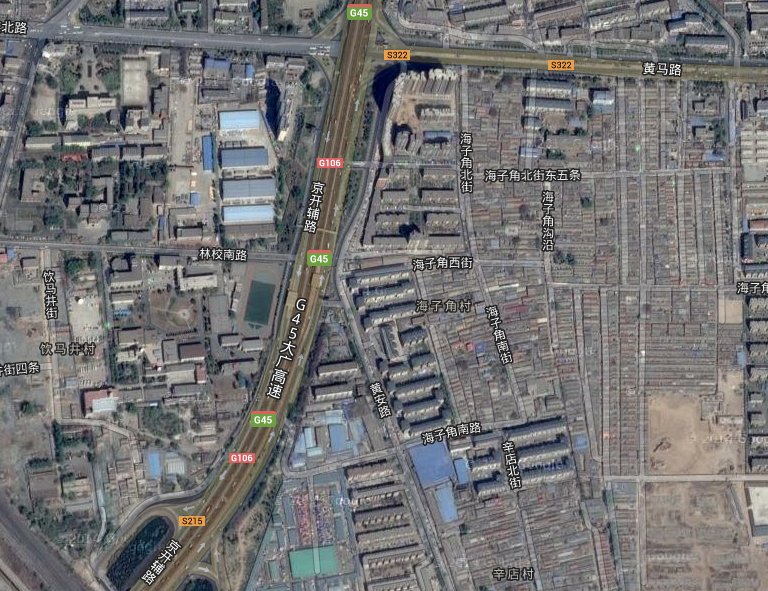 G45
北路
S322
S322
黄马路
G106
海子角北街
海子角北街东五条
京开辅路
海子角沟沿
林校南路
G45
海子角西街
饮马井街
海子角
海子角村
G45大广高速
海子角南街
饮马井村
井街四条
黄安路
G45
海子角南路
G106
辛店北街
S215
京开辅路
辛店村